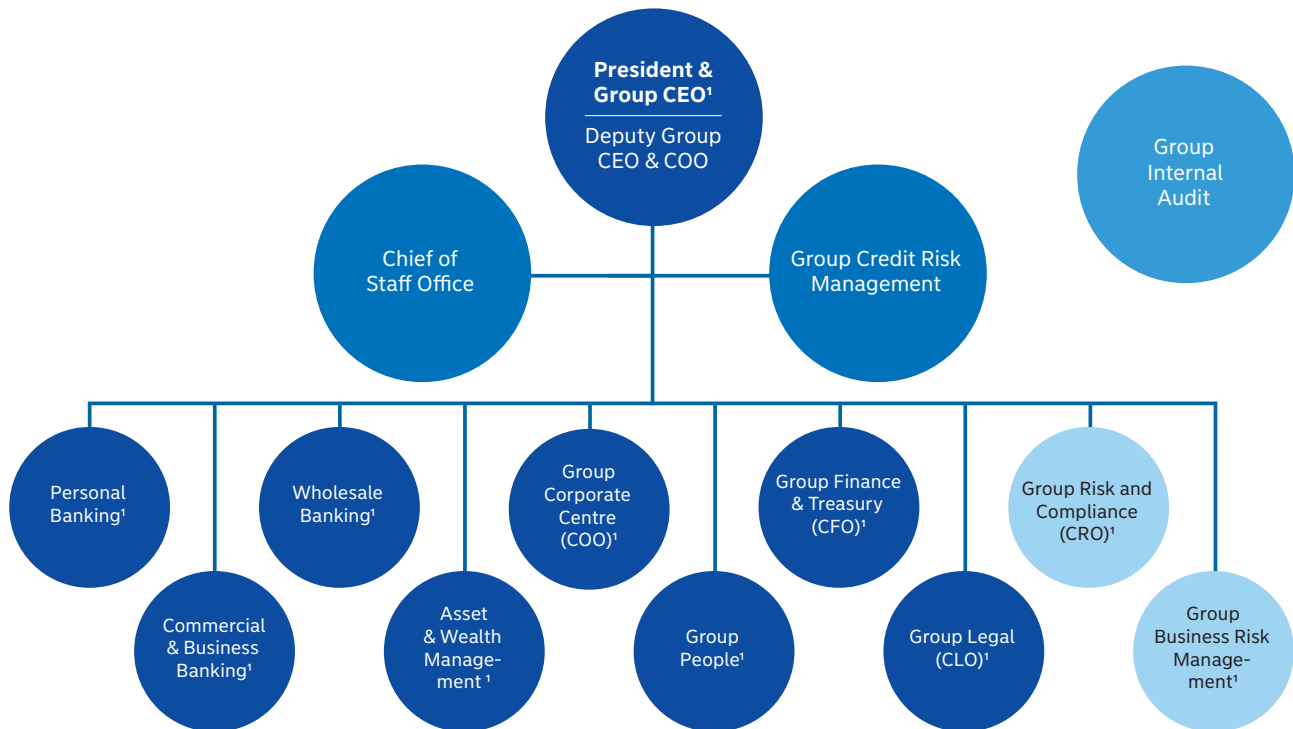 President &
Group CEO¹
Deputy Group
CEO & COO
Group
Internal
Audit
Chief of
Staff Office
Group Credit Risk
Management
Personal
Banking¹
Wholesale
Banking¹
Group
Corporate
Centre
(COO)¹
Group Finance
& Treasury
(CFO)¹
Group Risk and
Compliance
(CRO)¹
Commercial
& Business
Banking¹
Asset
& Wealth
Manage-
ment ¹
Group
People¹
Group Legal
(CLO)¹
Group
Business Risk
Manage-
ment¹